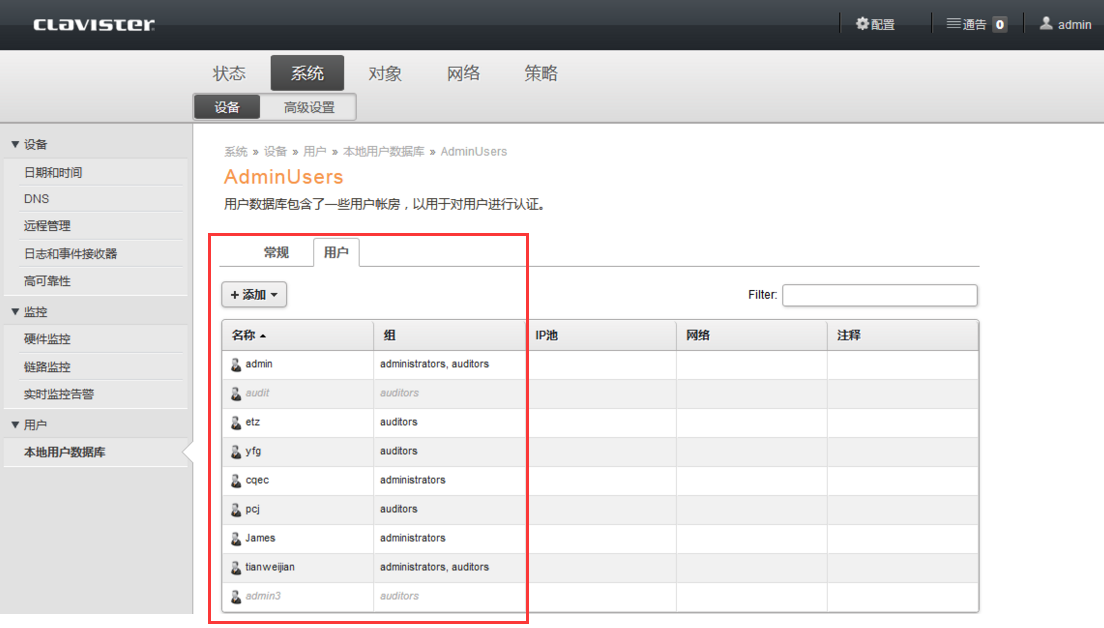 CLAVISTER
配置
通告 0
admin
状态 系统 对象 网络 策略
设备 高级设置
▼ 设备
日期和时间
DNS
远程管理
日志和事件接收器
高可靠性
▼ 监控
硬件监控
链路监控
实时监控告警
▼ 用户
本地用户数据库
系统 » 设备 » 用户 » 本地用户数据库 » AdminUsers
AdminUsers
用户数据库包含了一些用户帐房，以用于对用户进行认证。
常规 用户
+ 添加 Filter:
名称 组 IP池 网络 注释
admin administrators, auditors
audit auditors
etz auditors
yfg auditors
cqec administrators
pcj auditors
James administrators
tianweijian administrators, auditors
admin3 auditors